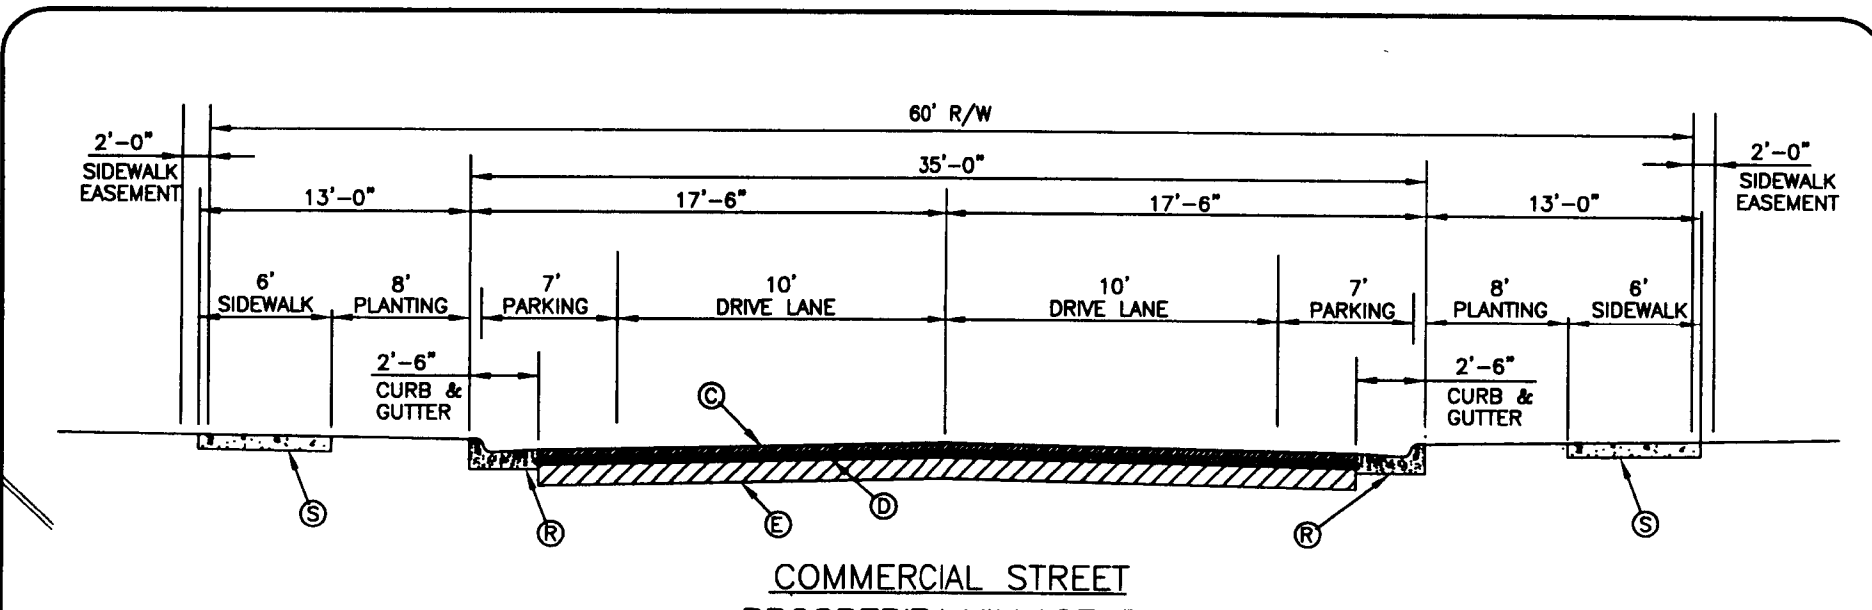 60' R/W
2'-0"
SIDEWALK
EASEMENT
35'-0"
2'-0"
SIDEWALK
EASEMENT
13'-0"
17'-6"
17'-6"
13'-0"
6'
SIDEWALK
8'
PLANTING
7'
PARKING
10'
DRIVE LANE
10'
DRIVE LANE
7'
PARKING
8'
PLANTING
6'
SIDEWALK
2'-6"
CURB &
GUTTER
2'-6"
CURB &
GUTTER
C
S
R
E
D
R
S
COMMERCIAL STREET